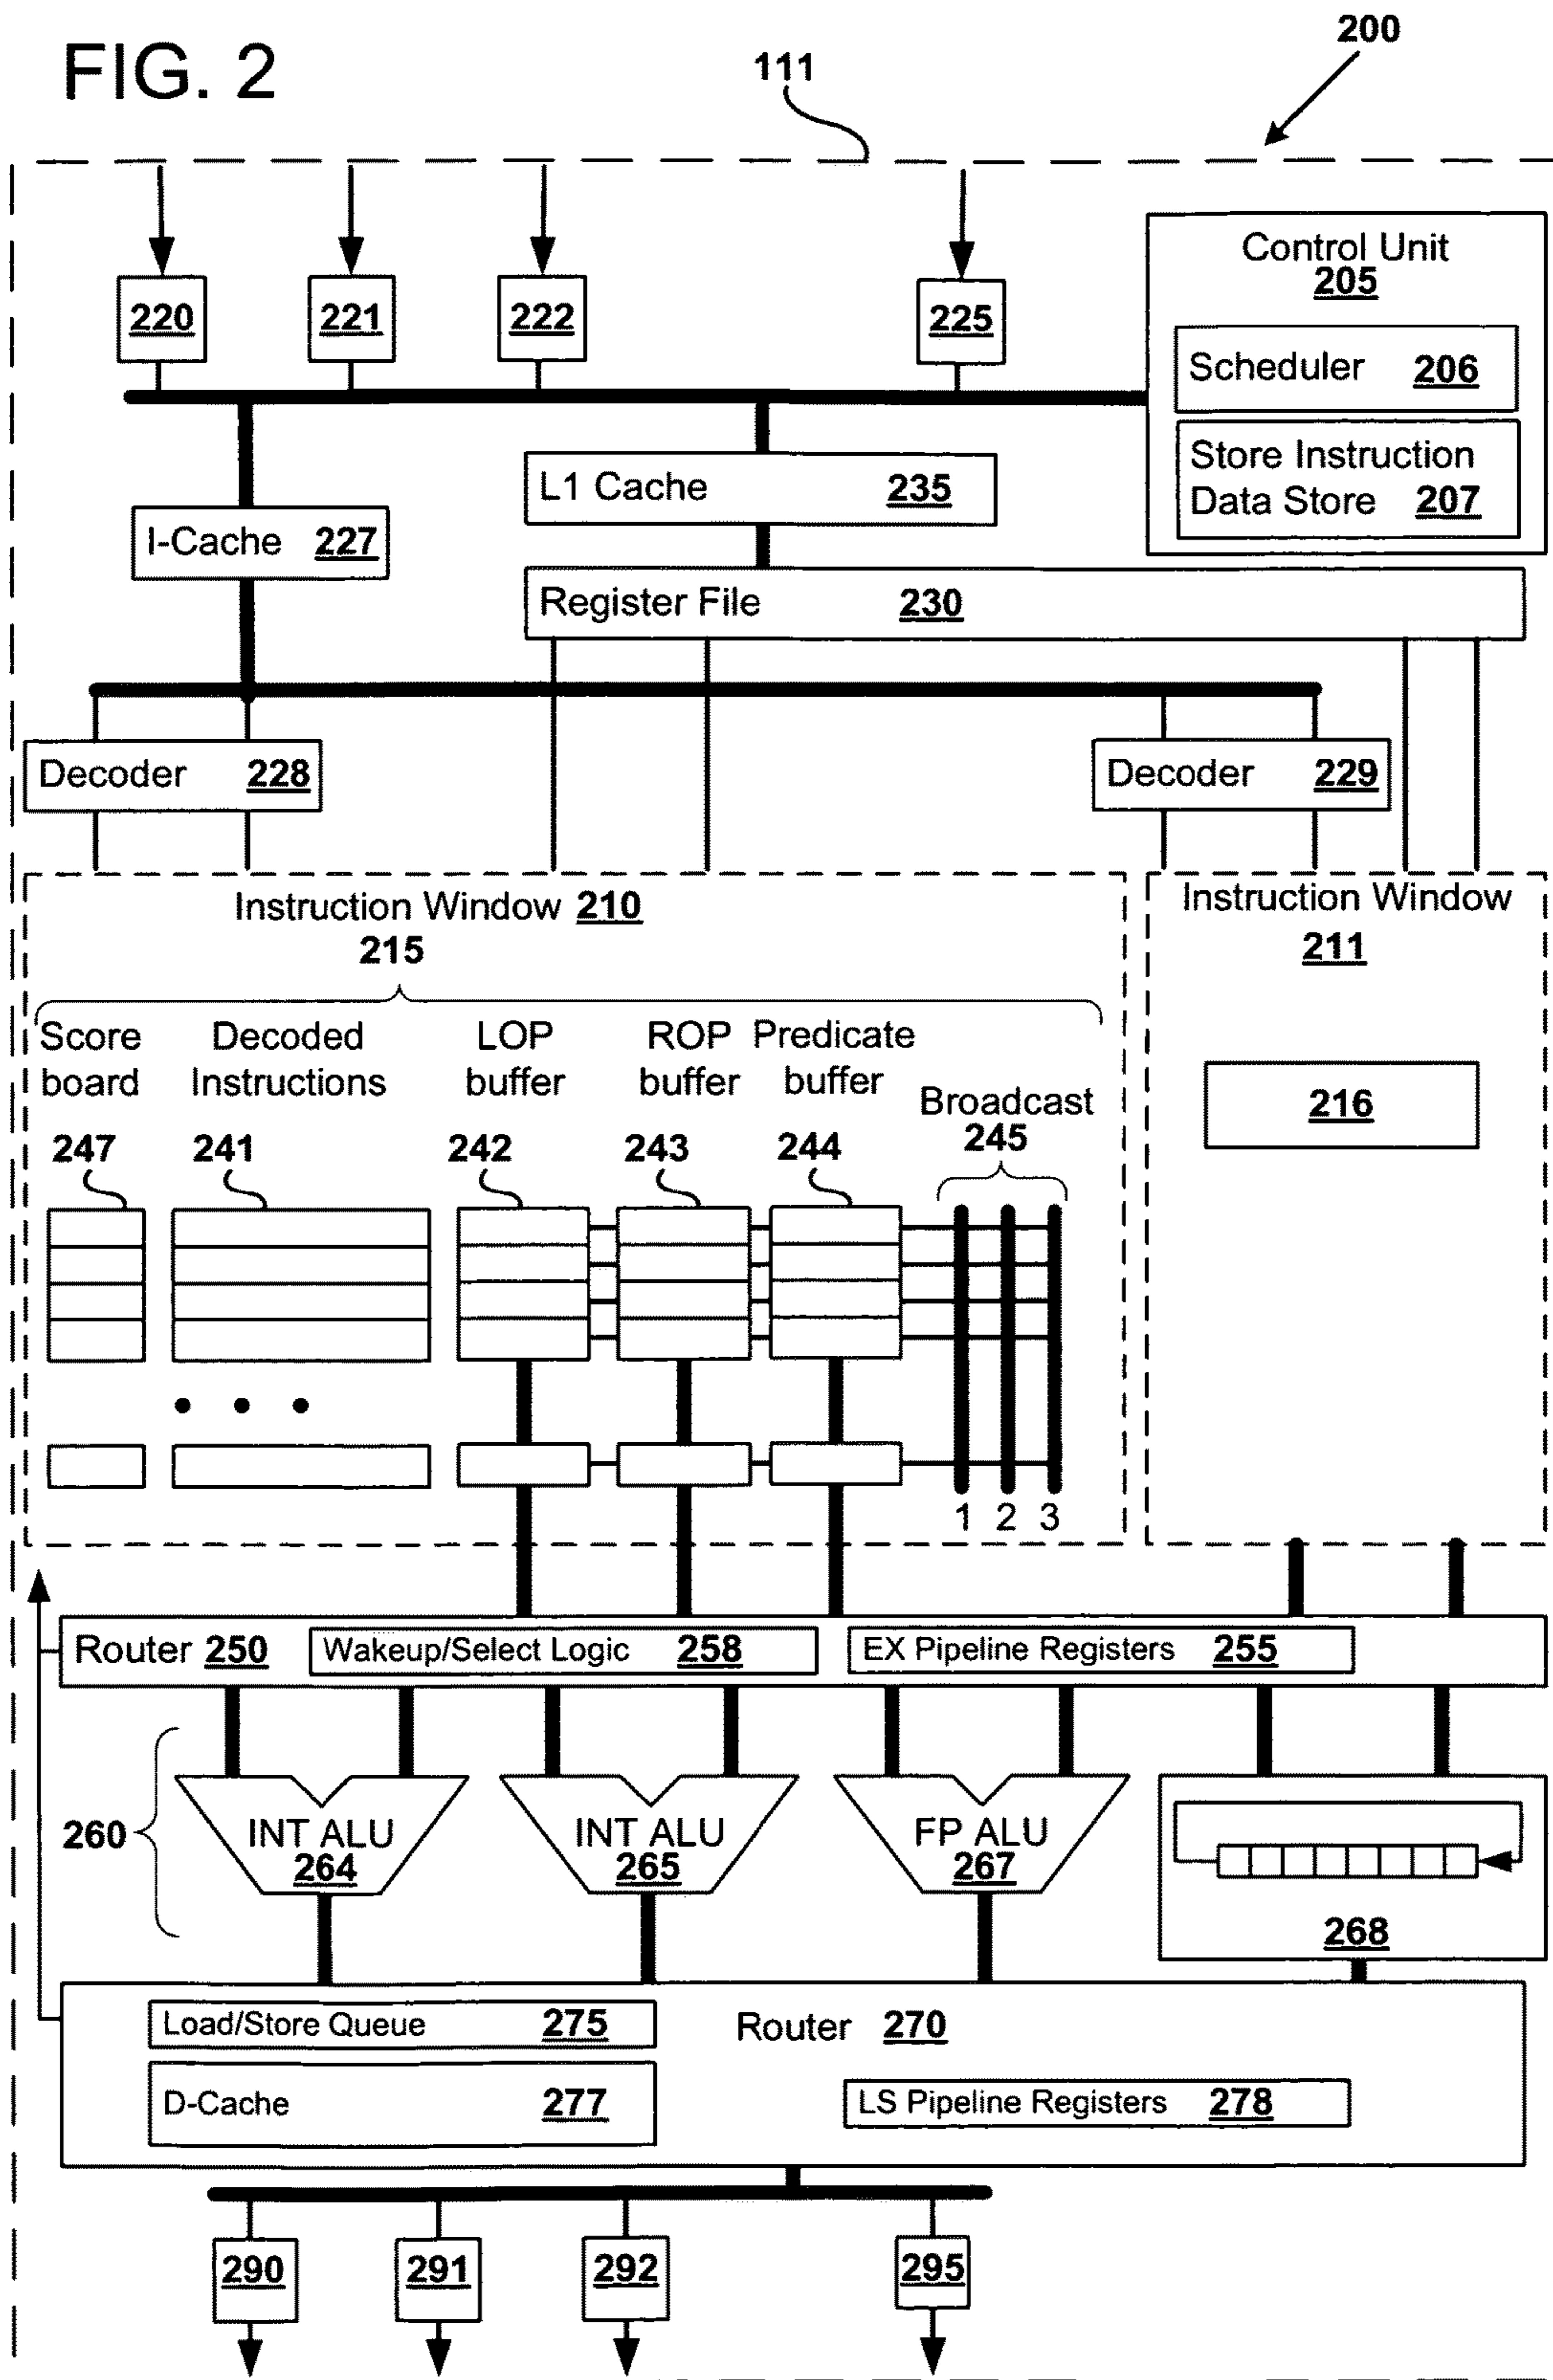 FIG. 2
200
111
220
221
222
225
Control Unit
205
Scheduler 206
Store Instruction
Data Store 207
L1 Cache 235
I-Cache 227
Register File 230
Decoder 228
Decoder 229
Instruction Window 210
215
Instruction Window
211
Score
board
Decoded
Instructions
LOP
buffer
ROP
buffer
Predicate
buffer
Broadcast
245
216
247
241
242
243
244
1 2 3
Router 250
Wakeup/Select Logic 258
EX Pipeline Registers 255
260
INT ALU
264
INT ALU
265
FP ALU
267
268
Load/Store Queue 275
Router 270
D-Cache 277
LS Pipeline Registers 278
290
291
292
295